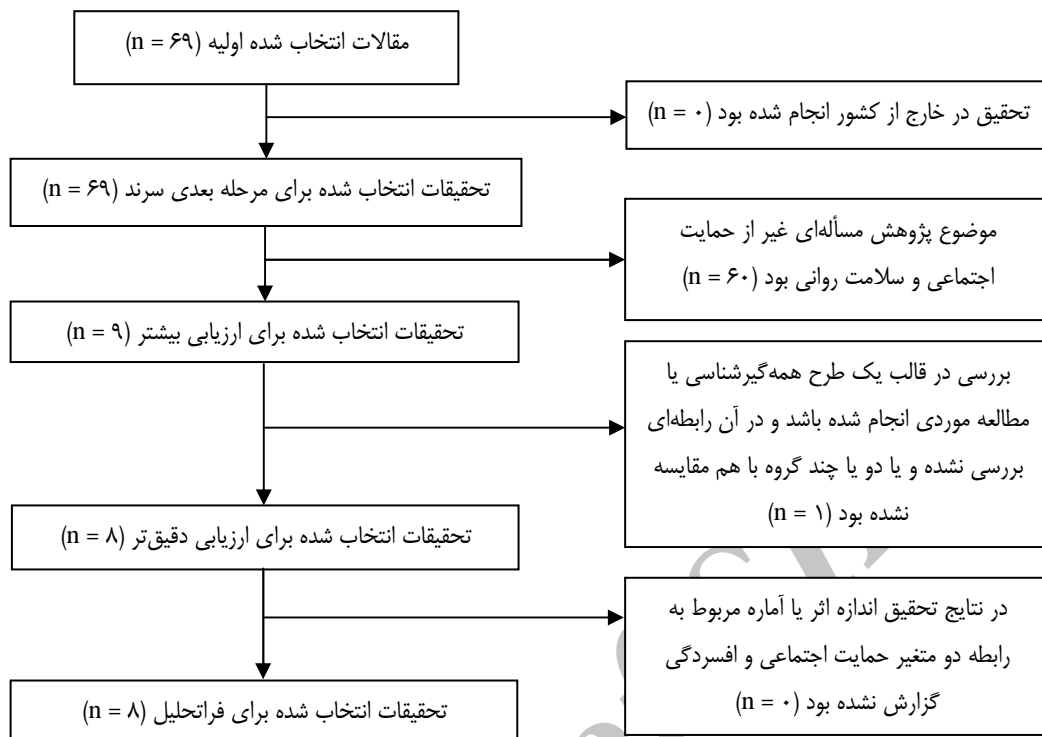 مقالات انتخاب شده اولیه (n = ۶۹)
تحقیق در خارج از کشور انجام شده بود (n = ۰)
تحقیقات انتخاب شده برای مرحله بعدی سرند (n = ۶۹)
موضوع پژوهش مسأله‌ای غیر از حمایت
اجتماعی و سلامت روانی بود (n = ۶۰)
تحقیقات انتخاب شده برای ارزیابی بیشتر (n = ۹)
بررسی در قالب یک طرح همه‌گیرشناسی یا
مطالعه موردی انجام شده باشد و در آن رابطه‌ای
بررسی نشده و یا دو یا چند گروه با هم مقایسه
نشده بود (n = ۱)
تحقیقات انتخاب شده برای ارزیابی دقیق‌تر (n = ۸)
در نتایج تحقیق اندازه اثر یا آماره مربوط به
رابطه دو متغیر حمایت اجتماعی و افسردگی
گزارش نشده بود (n = ۰)
تحقیقات انتخاب شده برای فراتحلیل (n = ۸)